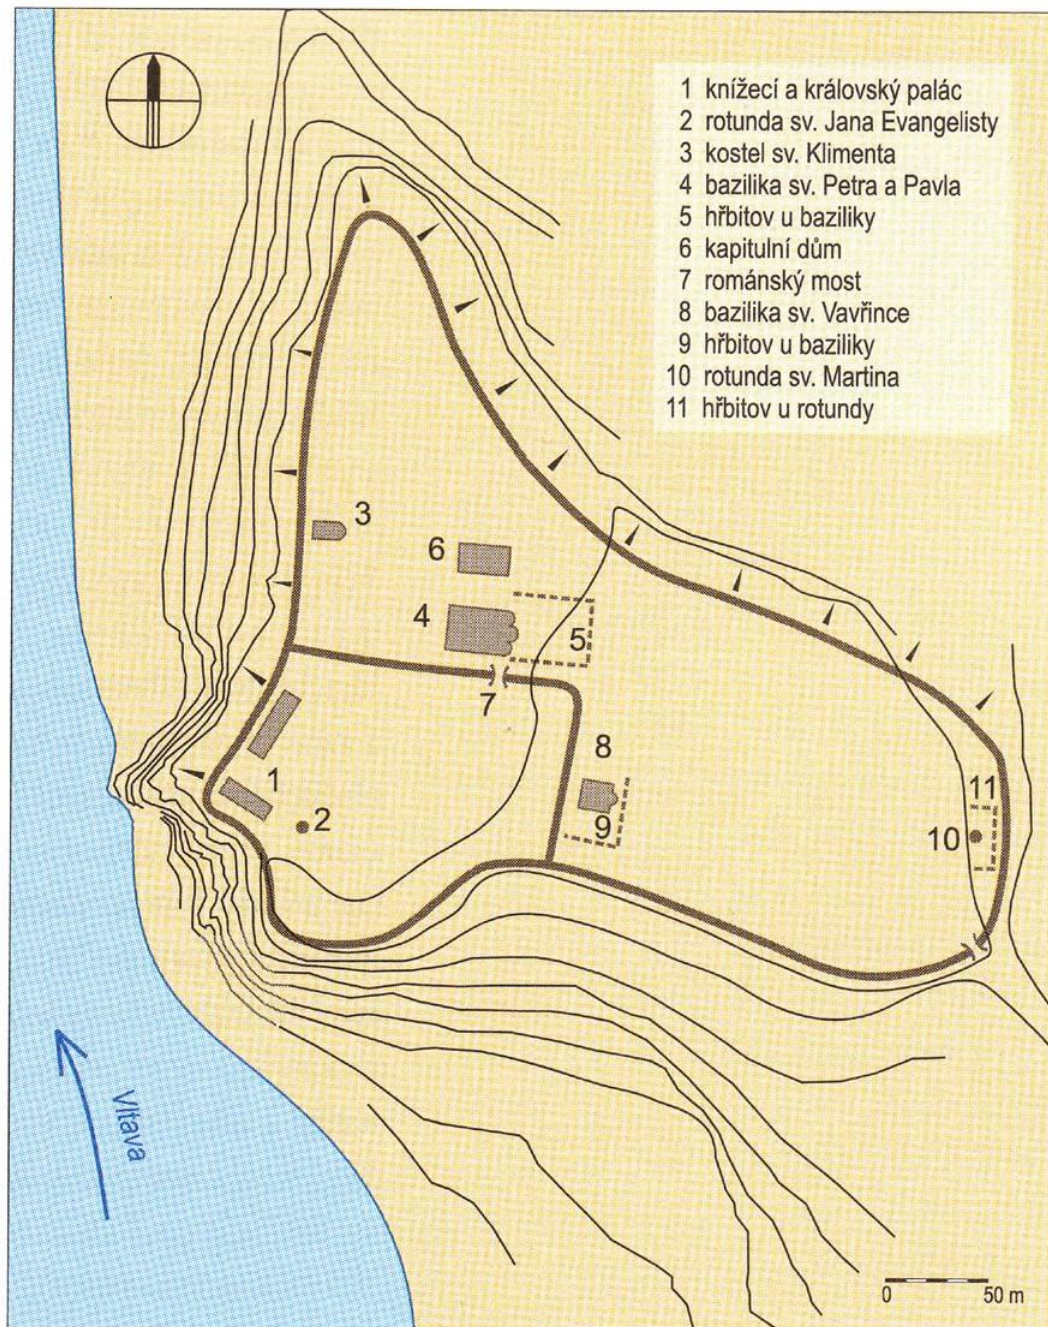 1 knížecí a královský palác
2 rotunda sv. Jana Evangelisty
3 kostel sv. Klimenta
4 bazilika sv. Petra a Pavla
5 hřbitov u baziliky
6 kapitulní dům
7 románský most
8 bazilika sv. Vavřince
9 hřbitov u baziliky
10 rotunda sv. Martina
11 hřbitov u rotundy
3
6
4
5
7
8
1
11
2
9
10
Vltava
0 50 m